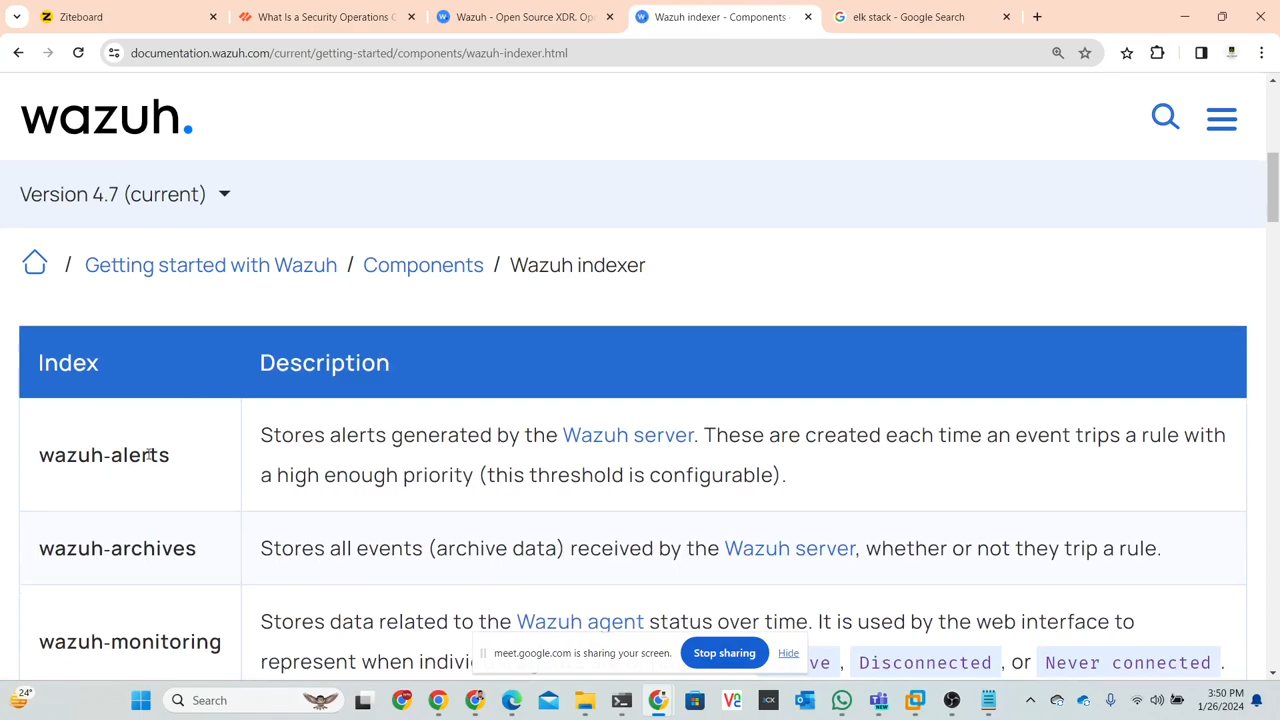 Ziteboard
What Is a Security Operations C
Wazuh - Open Source XDR. Op
Wazuh indexer - Components
elk stack - Google Search
documentation.wazuh.com/current/getting-started/components/wazuh-indexer.html
wazuh.
Version 4.7 (current)
/ Getting started with Wazuh / Components / Wazuh indexer
Index Description
wazuh-alerts
Stores alerts generated by the Wazuh server. These are created each time an event trips a rule with
a high enough priority (this threshold is configurable).
wazuh-archives
Stores all events (archive data) received by the Wazuh server, whether or not they trip a rule.
wazuh-monitoring
Stores data related to the Wazuh agent status over time. It is used by the web interface to
represent when indivi
ve, Disconnected, or Never connected.
meet.google.com is sharing your screen. Stop sharing Hide
24°
Search
NEW
3:50 PM
1/26/2024